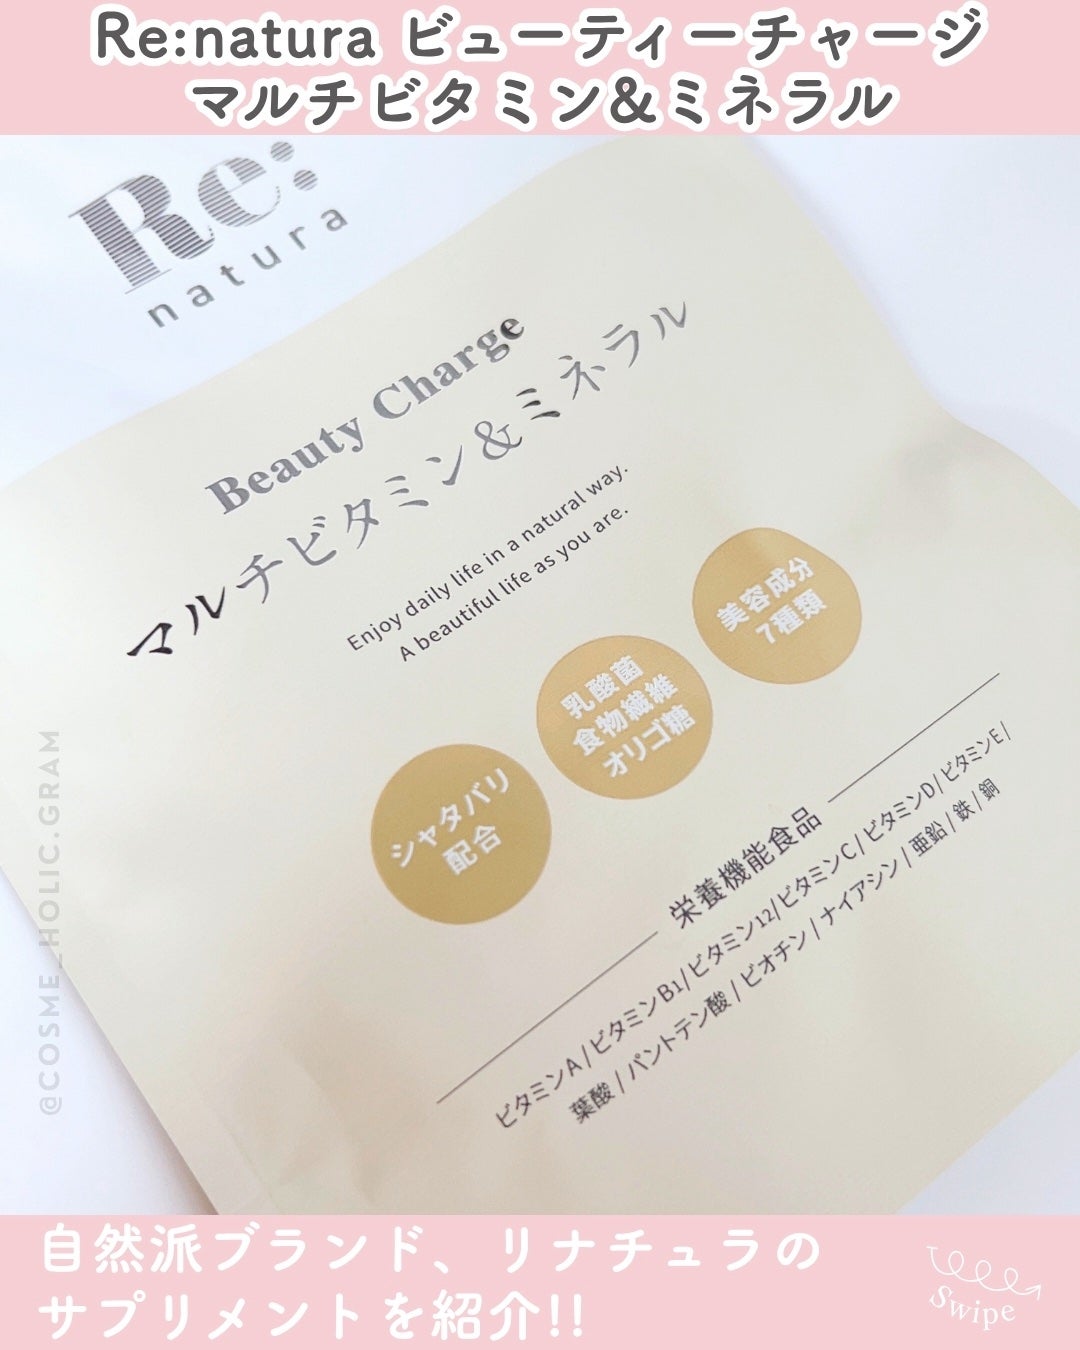 Re:natura ビューティーチャージ
マルチビタミン&ミネラル
Re:
natura
Beauty Charge
マルチビタミン&ミネラル
Enjoy daily life in a natural way.
A beautiful life as you are.
美容成分
7種類
乳酸菌
食物繊維
オリゴ糖
シャタバリ
配合
栄養機能食品
ビタミンA/ビタミンB1/ビタミン12/ビタミンC/ビタミンD/ビタミンE/
葉酸/パントテン酸/ビオチン/ナイアシン/亜鉛/鉄/銅
@COSME_HOLIC.GRAM
自然派ブランド、リナチュラの
サプリメントを紹介!!
Swipe